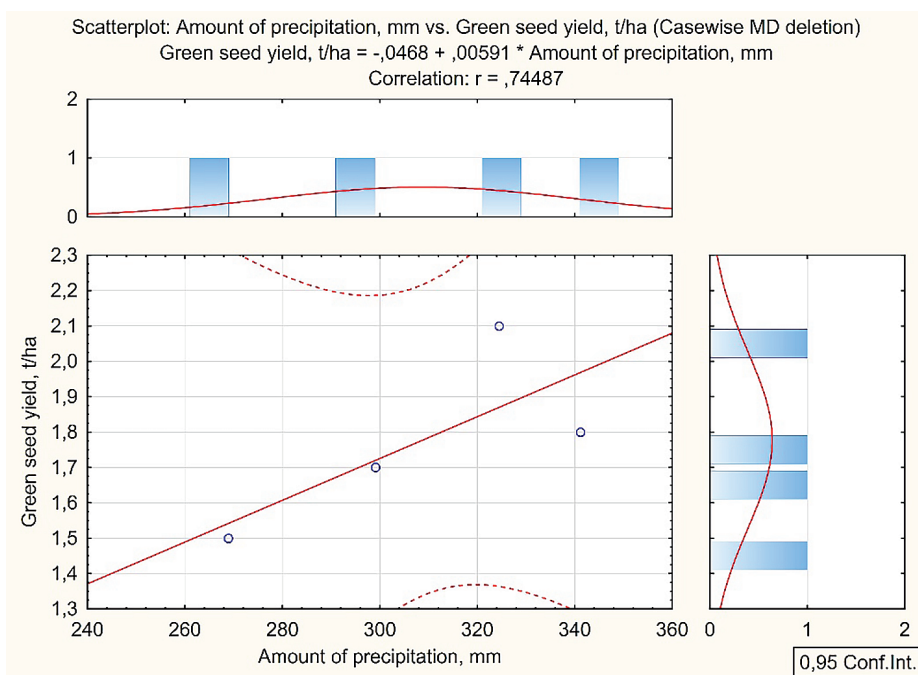 Scatterplot: Amount of precipitation, mm vs. Green seed yield, t/ha (Casewise MD deletion)
Green seed yield, t/ha = -,0468 + ,00591 * Amount of precipitation, mm
Correlation: r = ,74487
2
1
0
2,3
2,2
2,1
2,0
1,9
1,8
1,7
1,6
1,5
1,4
1,3
Green seed yield, t/ha
240 260 280 300 320 340 360
Amount of precipitation, mm
0 1 2
0,95 Conf.Int.